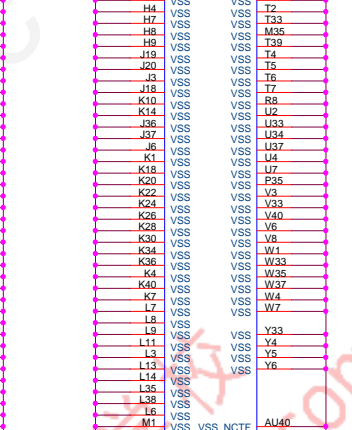 VSS VSS
H4 VSS VSS T2
H7 VSS VSS T33
H8 VSS VSS M35
H9 VSS VSS T39
J19 VSS VSS T4
J20 VSS VSS T5
J3 VSS VSS T6
J18 VSS VSS T7
K10 VSS VSS R8
K14 VSS VSS U2
J36 VSS VSS U33
J37 VSS VSS U34
J6 VSS VSS U37
K1 VSS VSS U4
K18 VSS VSS U7
K20 VSS VSS P35
K22 VSS VSS V3
K24 VSS VSS V33
K26 VSS VSS V40
K28 VSS VSS V6
K30 VSS VSS V8
K34 VSS VSS W1
K36 VSS VSS W33
K4 VSS VSS W35
K40 VSS VSS W37
K7 VSS VSS W4
L7 VSS VSS W7
L8 VSS
L9 VSS VSS Y33
L11 VSS VSS Y4
L3 VSS VSS Y5
L13 VSS VSS Y6
L14 VSS
L35 VSS
L38 VSS
L6 VSS
M1 VSS VSS_NCTF AU40